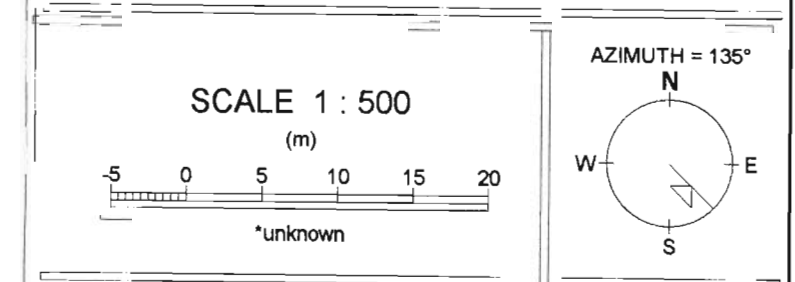 SCALE 1 : 500
(m)
-5 0 5 10 15 20
*unknown
AZIMUTH = 135°
N
W E
S